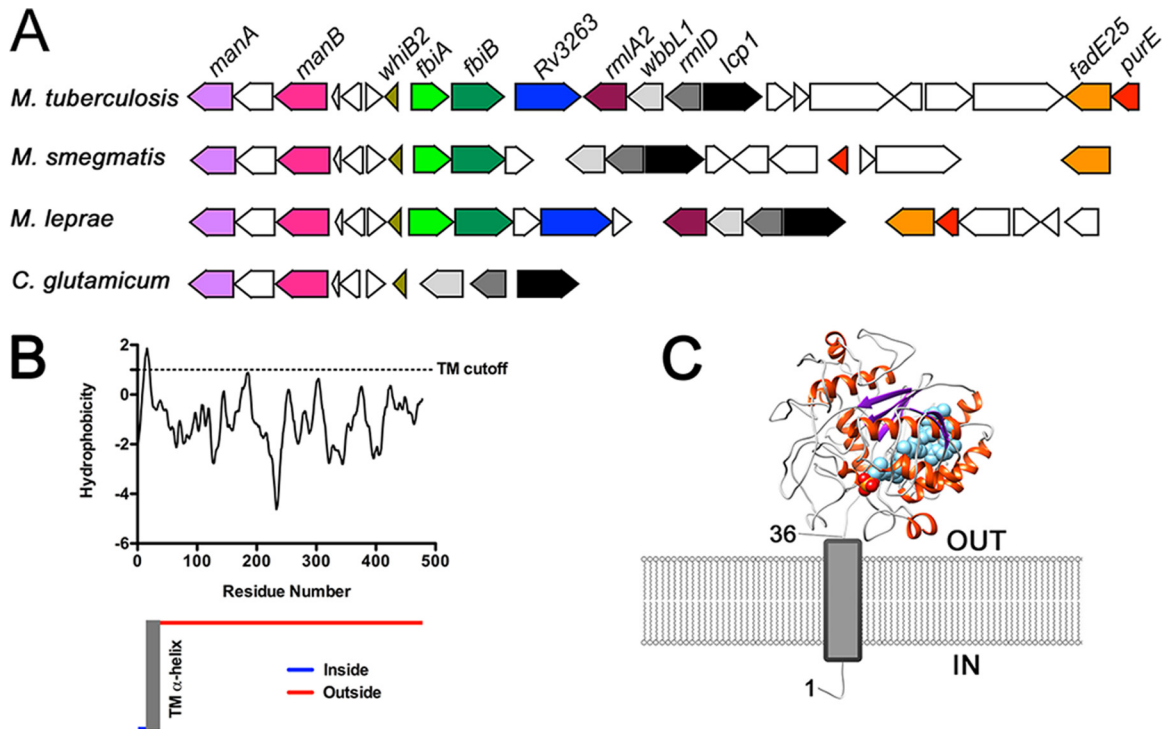 A
manA manB whiB2 fbiA fbiB Rv3263 rmlA2 wbbL1 rmlD lcp1 fadE25 purE
M. tuberculosis
M. smegmatis
M. leprae
C. glutamicum
B
Hydrophobicity
2
0
-2
-4
-6
TM cutoff
0 100 200 300 400 500
Residue Number
TM α-helix
Inside
Outside
C
36
OUT
IN
1